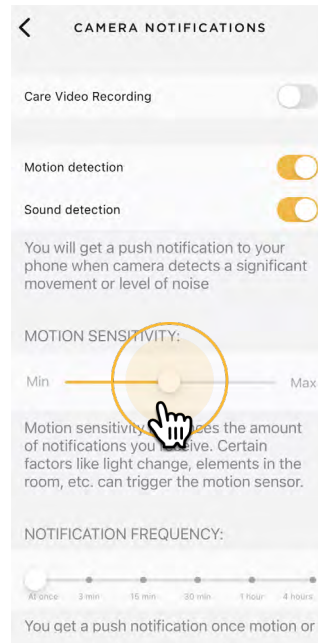 CAMERA NOTIFICATIONS
Care Video Recording
Motion detection
Sound detection
You will get a push notification to your
phone when camera detects a significant
movement or level of noise
MOTION SENSITIVITY:
Min Max
Motion sensitivity the amount
of notifications you receive. Certain
factors like light change, elements in the
room, etc. can trigger the motion sensor.
NOTIFICATION FREQUENCY:
At once 3 min 15 min 30 min 1 hour 4 hours
You get a push notification once motion or